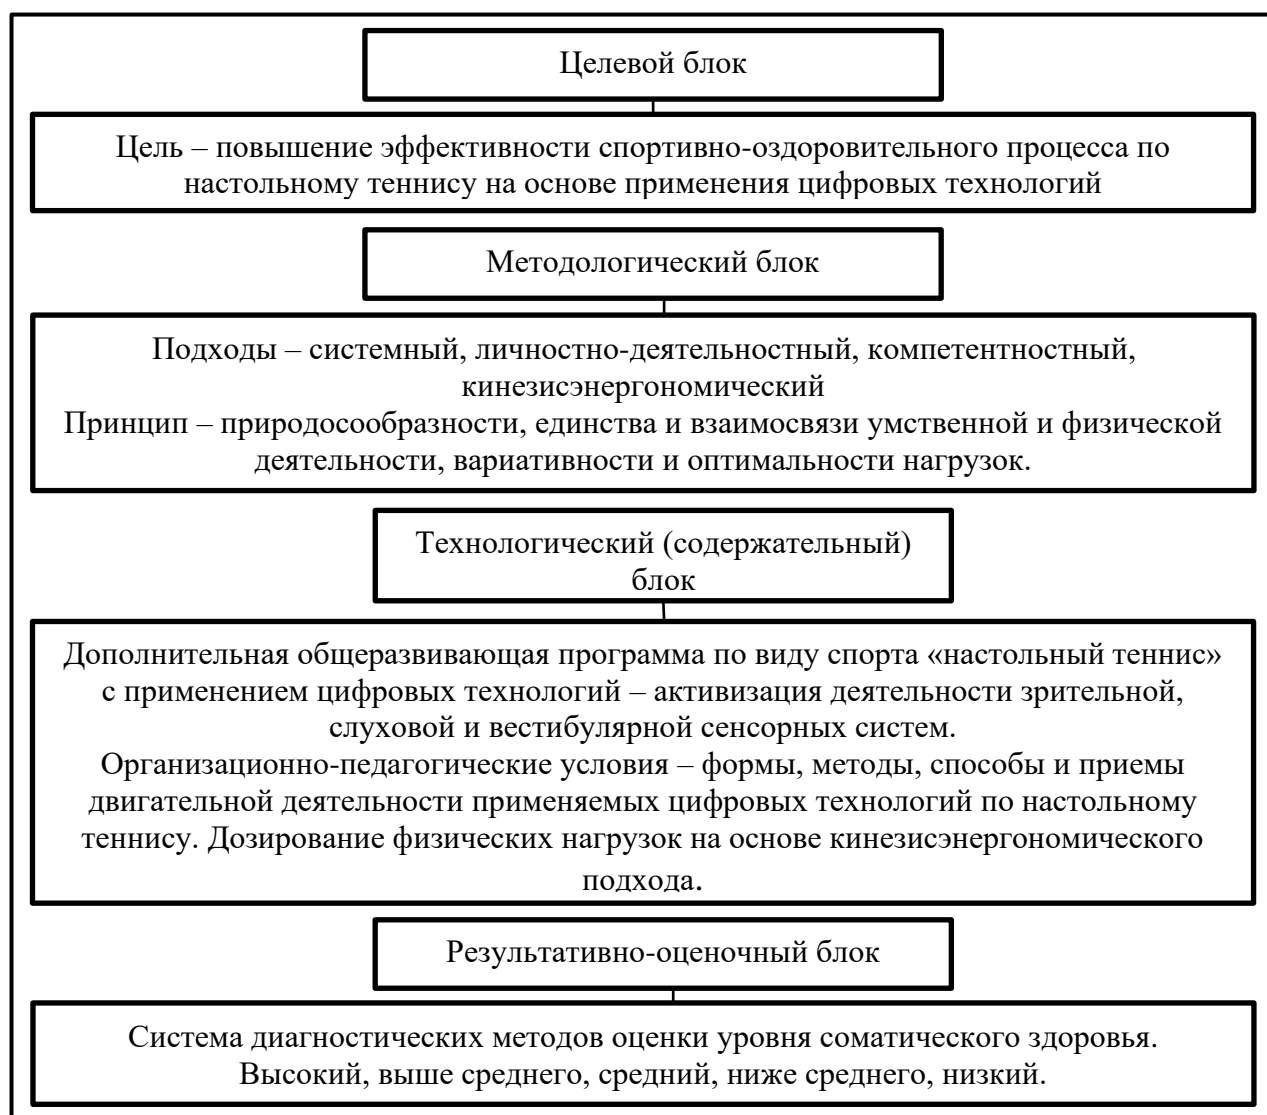 Целевой блок
Цель – повышение эффективности спортивно-оздоровительного процесса по
настольному теннису на основе применения цифровых технологий
Методологический блок
Подходы – системный, личностно-деятельностный, компетентностный,
кинезисэнергономический
Принцип – природосообразности, единства и взаимосвязи умственной и физической
деятельности, вариативности и оптимальности нагрузок.
Технологический (содержательный)
блок
Дополнительная общеразвивающая программа по виду спорта «настольный теннис»
с применением цифровых технологий – активизация деятельности зрительной,
слуховой и вестибулярной сенсорных систем.
Организационно-педагогические условия – формы, методы, способы и приемы
двигательной деятельности применяемых цифровых технологий по настольному
теннису. Дозирование физических нагрузок на основе кинезисэнергономического
подхода.
Результативно-оценочный блок
Система диагностических методов оценки уровня соматического здоровья.
Высокий, выше среднего, средний, ниже среднего, низкий.